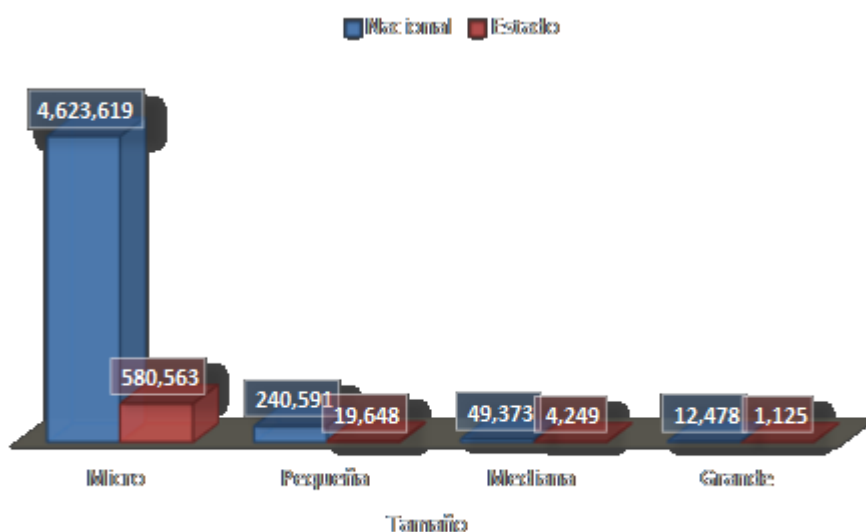 Nacional Estado
4,623,619
580,563
240,591
19,648
49,373
4,249
12,478
1,125
Micro Pequeña Mediana Grande
Tamaño